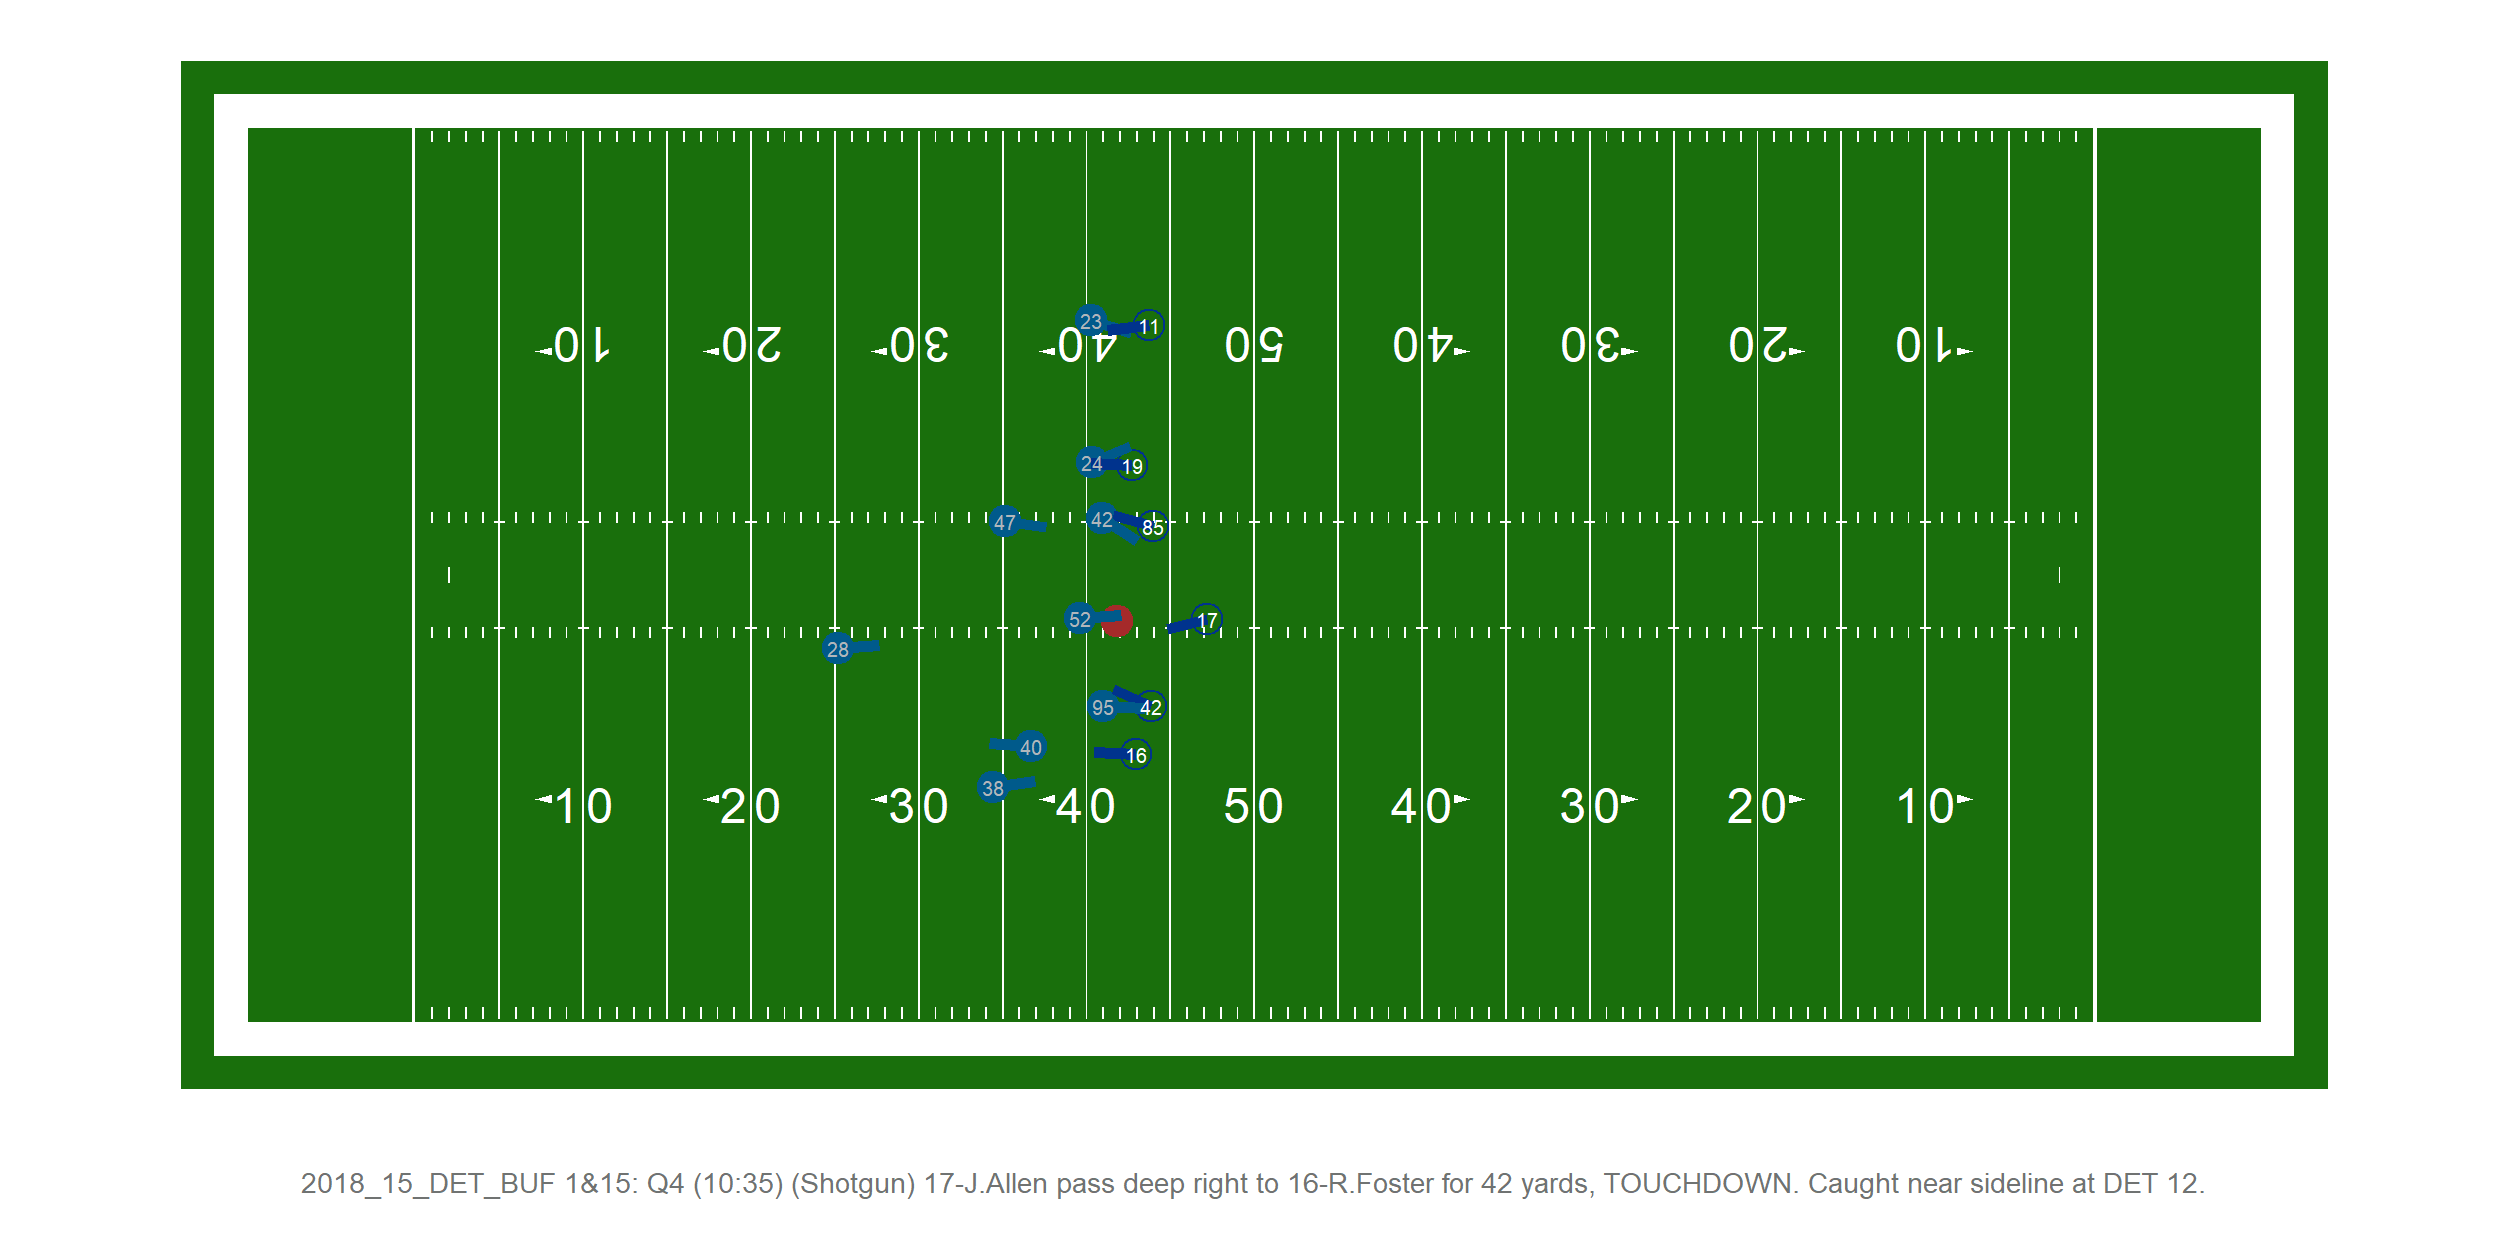 23 11
10 20 30 40 50 40 30 20 10
24 19
47 42 85
52 17
28
95 42
40 16
38
10 20 30 40 50 40 30 20 10
2018_15_DET_BUF 1&15: Q4 (10:35) (Shotgun) 17-J.Allen pass deep right to 16-R.Foster for 42 yards, TOUCHDOWN. Caught near sideline at DET 12.